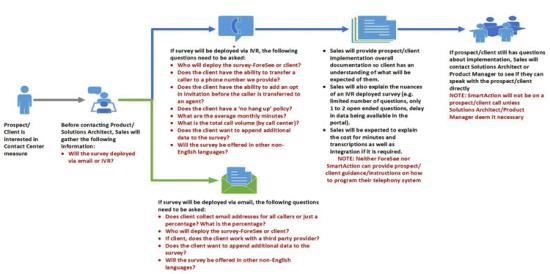 Prospect/
Client is
interested in
Contact Center
measure
Before contacting Product/
Solutions Architect, Sales will
gather the following
information:
• Will the survey deployed
via email or IVR?
If survey will be deployed via IVR, the following
questions need to be asked:
• Who will deploy the survey-ForeSee or client?
• Does the client have the ability to transfer a
caller to a phone number we provide?
• Does the client have the ability to add an opt
in invitation before the caller is transferred to
an agent?
• Does the client have a 'no hang up' policy?
• What are the average monthly minutes?
• What is the total call volume (by call center)?
• Does the client want to append additional
data to the survey?
• Will the survey be offered in other non-
English languages?
• Sales will provide prospect/client
implementation overall
documentation so client has an
understanding of what will be
expected of them.
• Sales will also explain the nuances
of an IVR deployed survey (e.g.
limited number of questions, only
1 to 2 open ended questions, delay
in data being available in the
portal).
• Sales will be expected to explain
the cost for minutes and
transcriptions as well as
integration if it is required.
NOTE: Neither ForeSee nor
SmartAction can provide prospect/
client guidance/instructions on how
to program their telephony system
If prospect/client still has questions
about implementation, Sales will
contact Solutions Architect or
Product Manager to see if they can
speak with the prospect/client
directly
NOTE: SmartAction will not be on a
prospect/client call unless
Solutions Architect/Product
Manager deem it necessary
If survey will be deployed via email, the following questions
need to be asked:
• Does client collect email addresses for all callers or just a
percentage? What is the percentage?
• Who will deploy the survey-ForeSee or client?
• If client, does the client work with a third party provider?
• Does the client want to append additional data to the
survey?
• Will the survey be offered in other non-English
languages?